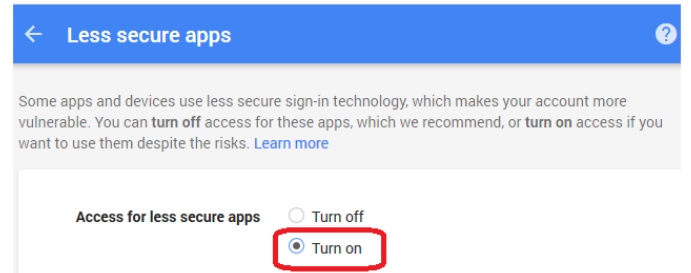 Less secure apps
Some apps and devices use less secure sign-in technology, which makes your account more
vulnerable. You can turn off access for these apps, which we recommend, or turn on access if you
want to use them despite the risks. Learn more
Access for less secure apps
Turn off
Turn on